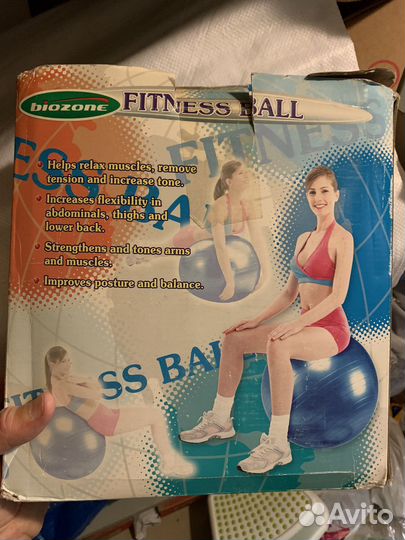 biozone FITNESS BALL
FITNESS
ESS BA
• Helps relax muscles, remove
tension and increase tone.
• Increases flexibility in
abdominals, thighs and
lower back.
• Strengthens and tones arms
and muscles.
• Improves posture and balance.
SS BAL
Avito